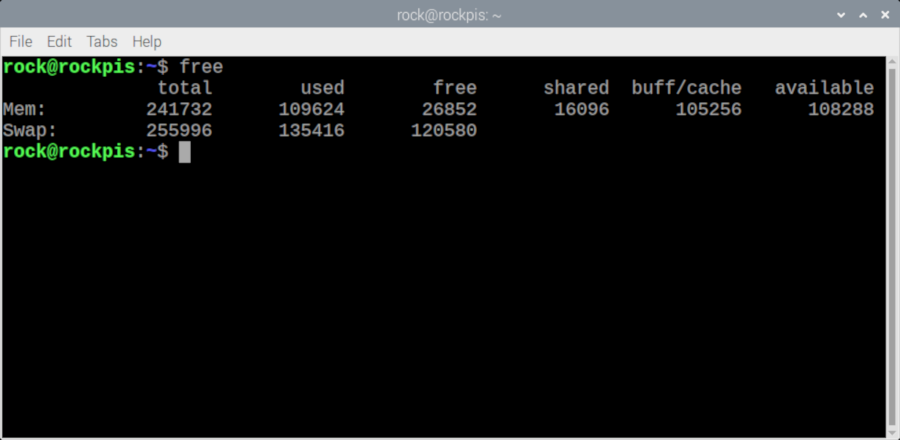 rock@rockpis: ~
File Edit Tabs Help
rock@rockpis:~$ free
total used free shared buff/cache available
Mem: 241732 109624 26852 16096 105256 108288
Swap: 255996 135416 120580
rock@rockpis:~$